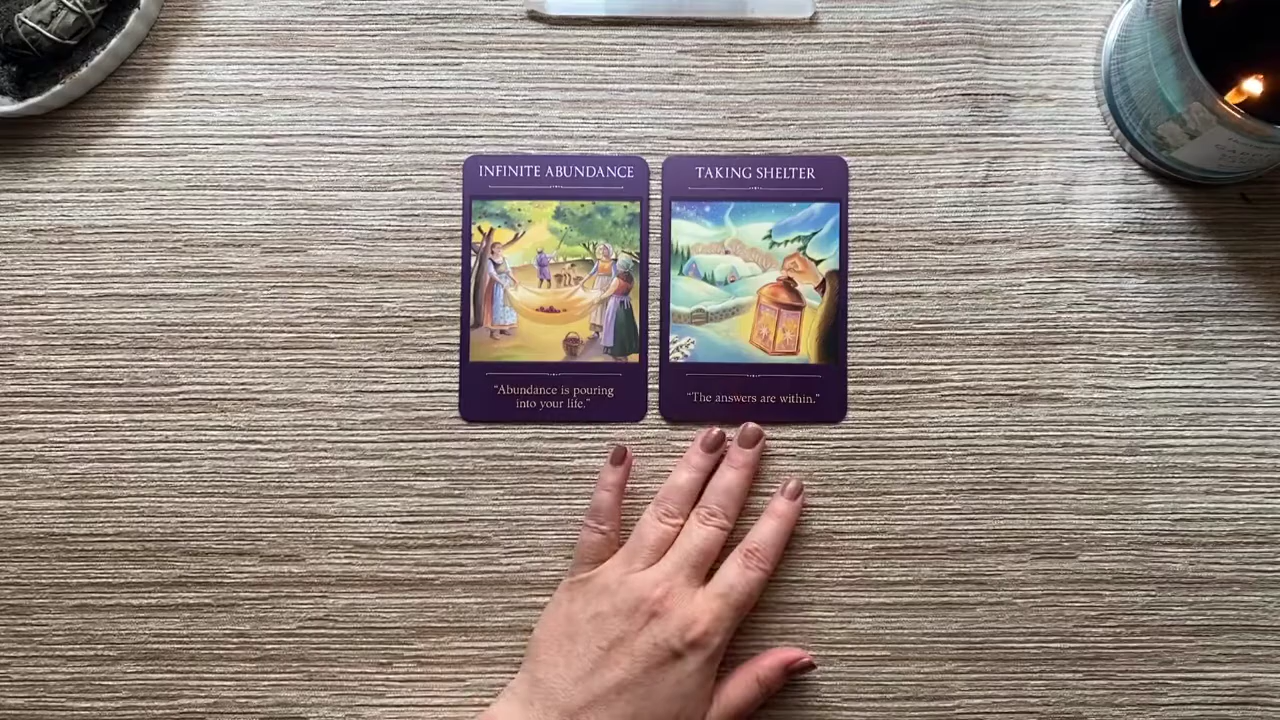 INFINITE ABUNDANCE
"Abundance is pouring
into your life."
TAKING SHELTER
"The answers are within."